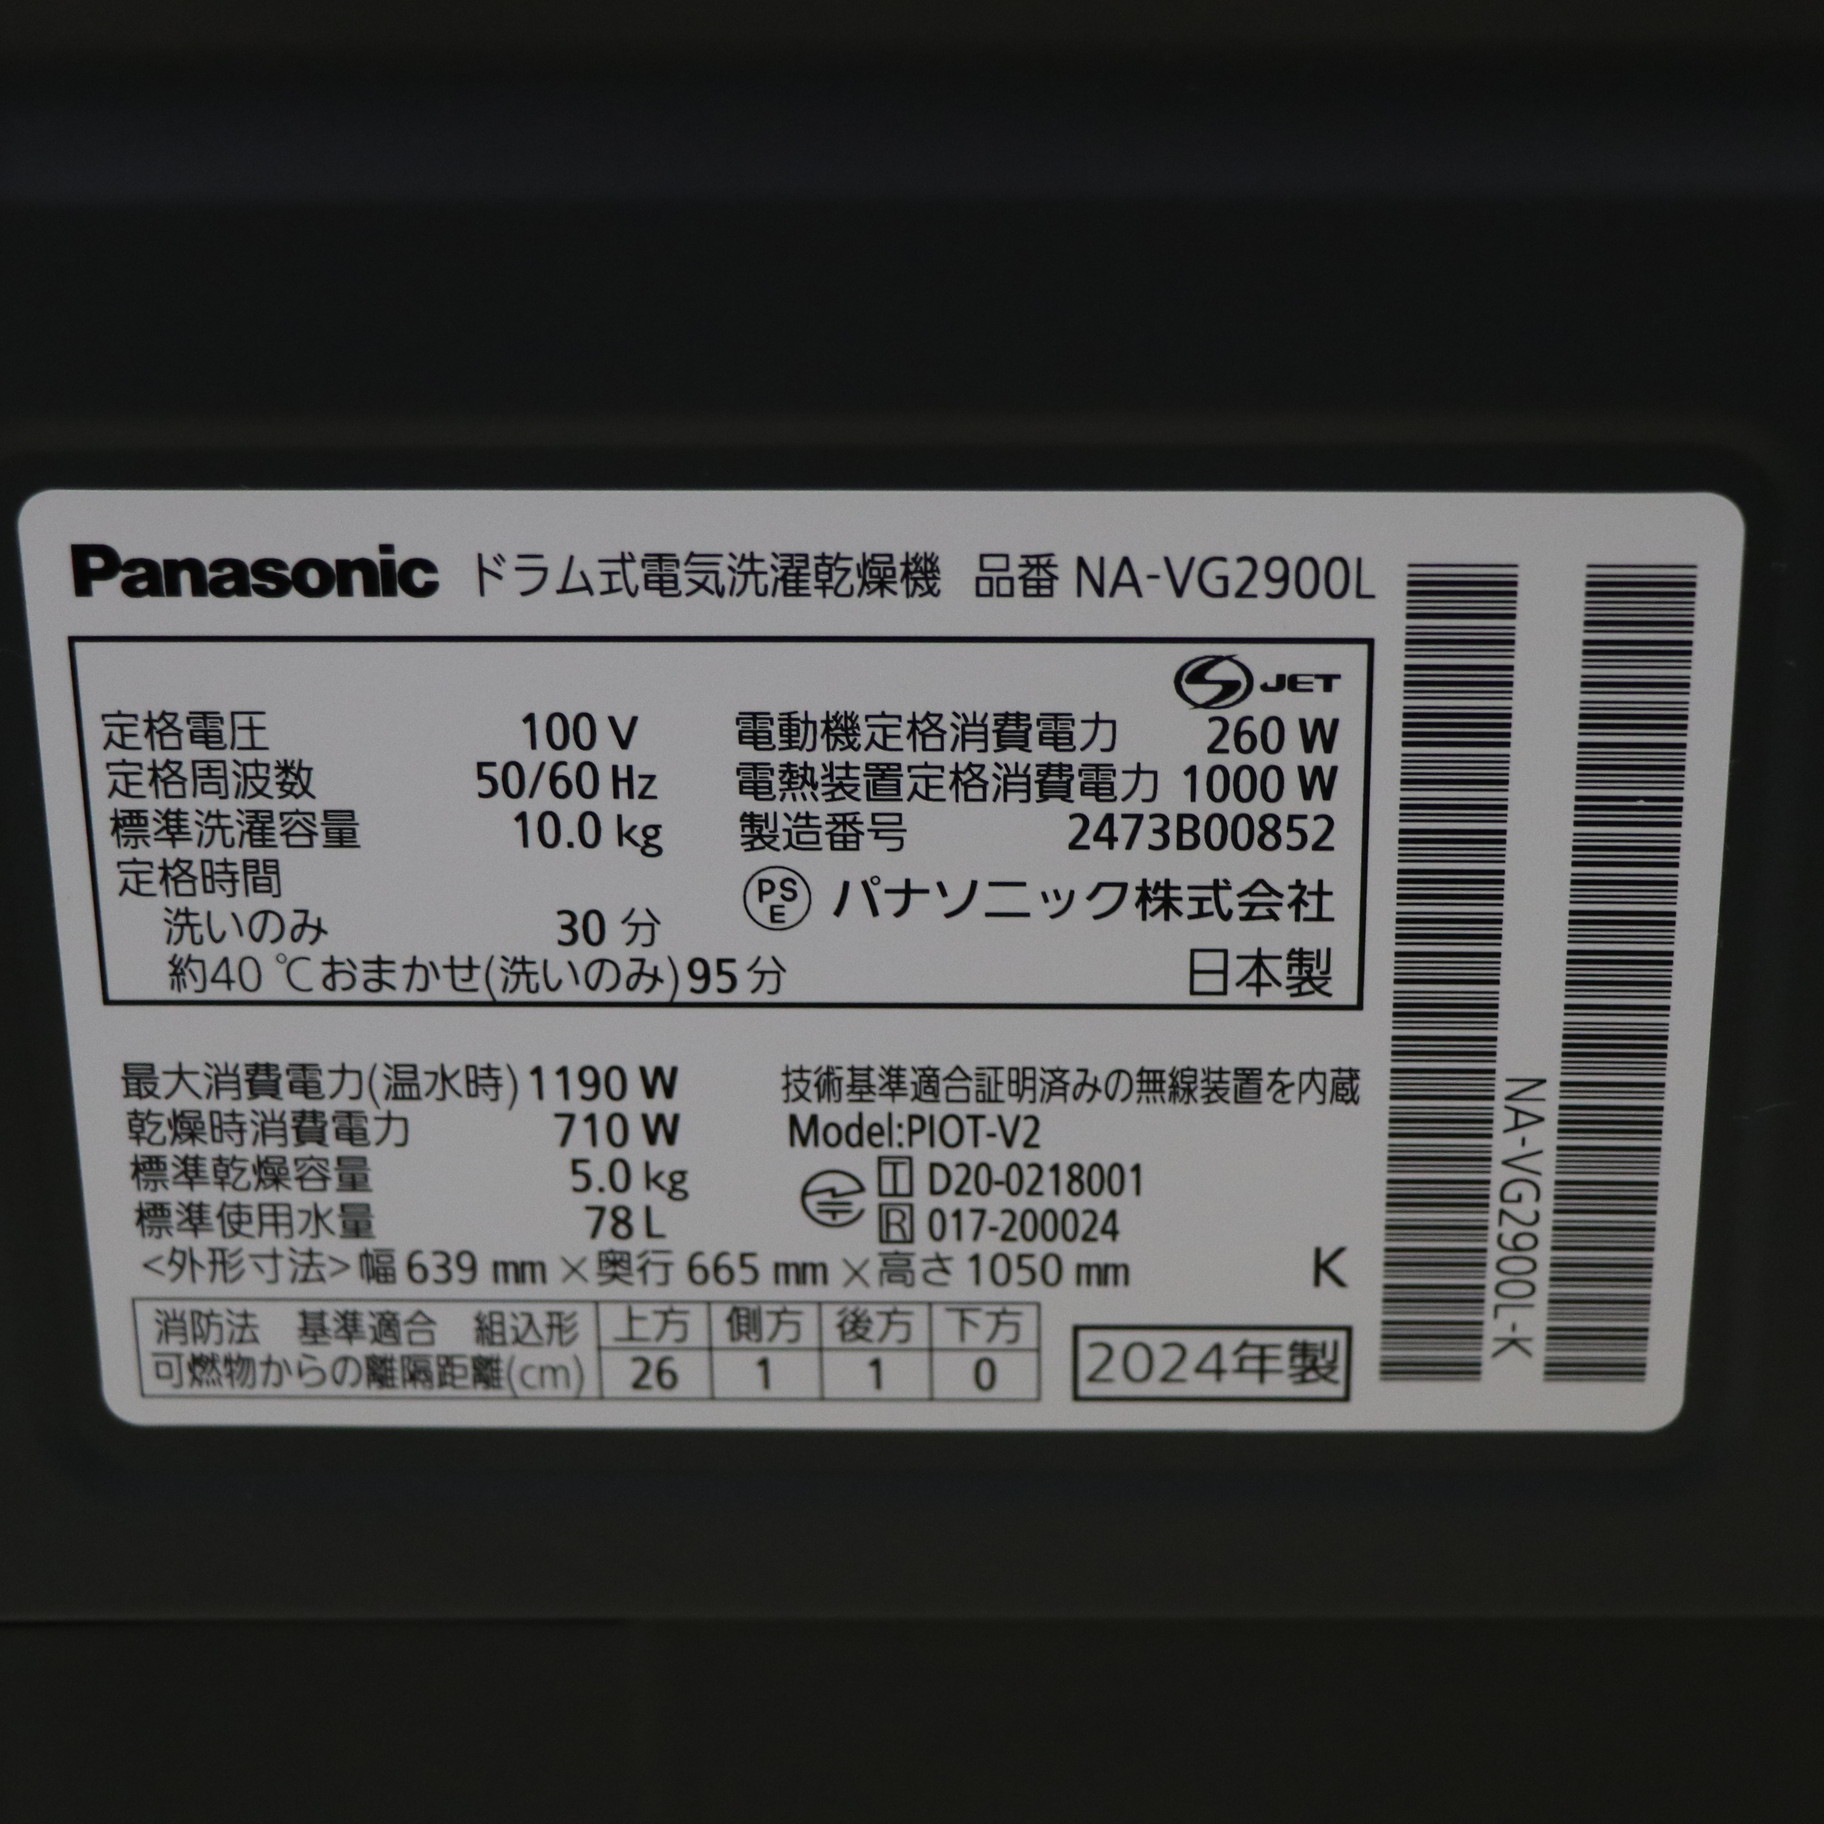 Panasonic ドラム式電気洗濯乾燥機 品番 NA-VG2900L
JET
定格電圧 100 V
定格周波数 50/60 Hz
標準洗濯容量 10.0 kg
定格時間
洗いのみ 30 分
約40 ℃おまかせ(洗いのみ) 95 分
電動機定格消費電力 260 W
電熱装置定格消費電力 1000 W
製造番号 2473B00852
PSE パナソニック株式会社
日本製
最大消費電力(温水時) 1190 W
乾燥時消費電力 710 W
標準乾燥容量 5.0 kg
標準使用水量 78 L
技術基準適合証明済みの無線装置を内蔵
Model:PIOT-V2
T D20-0218001
R 017-200024
<外形寸法> 幅 639 mm × 奥行 665 mm × 高さ 1050 mm
K
消防法 基準適合 組込形 上方 側方 後方 下方
可燃物からの離隔距離(cm) 26 1 1 0
2024年製
NA-VG2900L-K